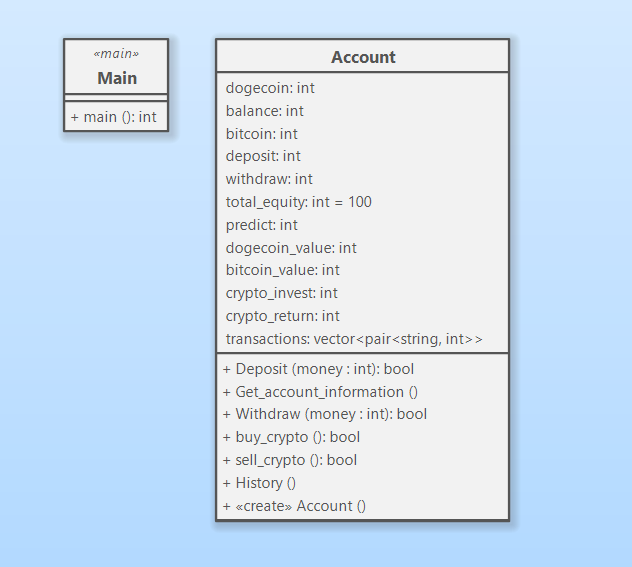 «main»
Main
+ main (): int
Account
dogecoin: int
balance: int
bitcoin: int
deposit: int
withdraw: int
total_equity: int = 100
predict: int
dogecoin_value: int
bitcoin_value: int
crypto_invest: int
crypto_return: int
transactions: vector<pair<string, int>>
+ Deposit (money : int): bool
+ Get_account_information ()
+ Withdraw (money : int): bool
+ buy_crypto (): bool
+ sell_crypto (): bool
+ History ()
+ «create» Account ()